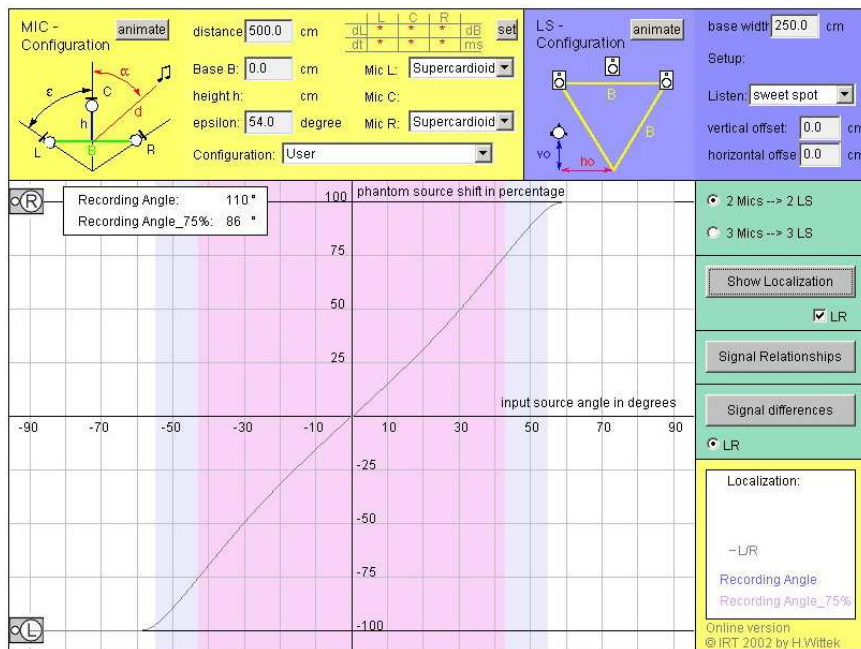 MIC -
Configuration
animate
distance 500.0 cm
L C R
dL * * * dB
dt * * * ms
set
Base B: 0.0 cm
Mic L: Supercardioid
height h: cm
Mic C:
epsilon: 54.0 degree
Mic R: Supercardioid
Configuration: User
α
ε
C
d
h
L
B
R
LS -
Configuration
animate
B
B
vo
ho
base width 250.0 cm
Setup:
Listen: sweet spot
vertical offset: 0.0 cm
horizontal offse 0.0 cm
R
Recording Angle: 110°
Recording Angle_75%: 86 °
phantom source shift in percentage
100
75
50
25
input source angle in degrees
-90 -70 -50 -30 -10 10 30 50 70 90
-25
-50
-75
-100
L
2 Mics --> 2 LS
3 Mics --> 3 LS
Show Localization
LR
Signal Relationships
Signal differences
LR
Localization:
- L/R
Recording Angle
Recording Angle_75%
Online version
© IRT 2002 by H.Wittek